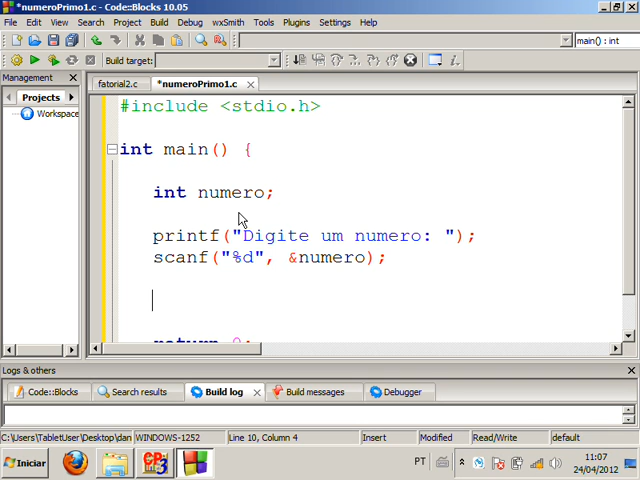 *numeroPrimo1.c - Code::Blocks 10.05
File Edit View Search Project Build Debug wxSmith Tools Plugins Settings Help
Build target:
main() : int
Management
Projects
Workspace
fatorial2.c *numeroPrimo1.c
#include <stdio.h>
int main() {
int numero;
printf("Digite um numero: ");
scanf("%d", &numero);
return 0;
Logs & others
Code::Blocks Search results Build log Build messages Debugger
C:\Users\TabletUser\Desktop\dan WINDOWS-1252 Line 10, Column 4 Insert Modified Read/Write default
Iniciar
PT
11:07
24/04/2012